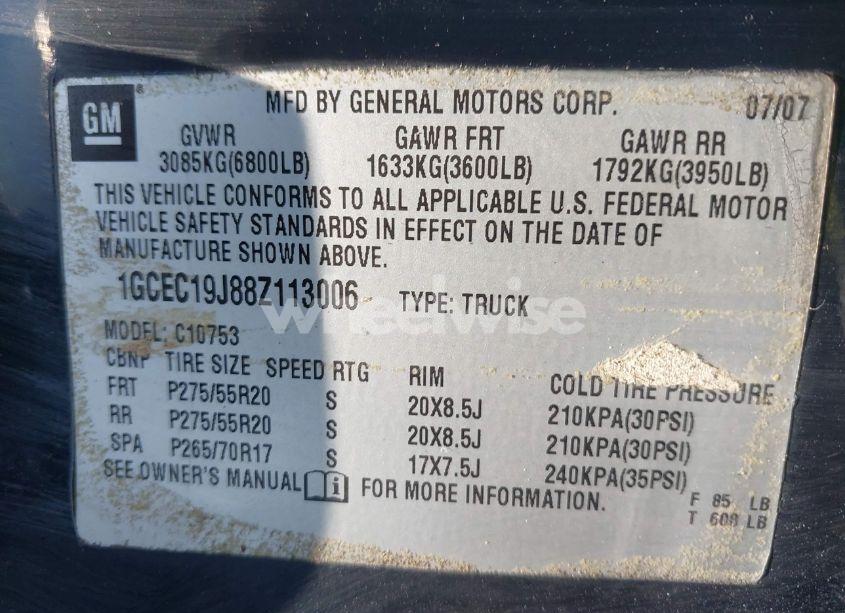 GM ® MFD BY GENERAL MOTORS CORP. 07/07
GVWR GAWR FRT GAWR RR
3085KG(6800LB) 1633KG(3600LB) 1792KG(3950LB)
THIS VEHICLE CONFORMS TO ALL APPLICABLE U.S. FEDERAL MOTOR
VEHICLE SAFETY STANDARDS IN EFFECT ON THE DATE OF
MANUFACTURE SHOWN ABOVE.
1GCEC19J88Z113006 TYPE: TRUCK
wheelwise
MODEL: C10753
CBNP TIRE SIZE SPEED RTG RIM COLD TIRE PRESSURE
FRT P275/55R20 S 20X8.5J 210KPA(30PSI)
RR P275/55R20 S 20X8.5J 210KPA(30PSI)
SPA P265/70R17 S 17X7.5J 240KPA(35PSI)
SEE OWNER'S MANUAL i FOR MORE INFORMATION.
F 85 LB
T 608 LB